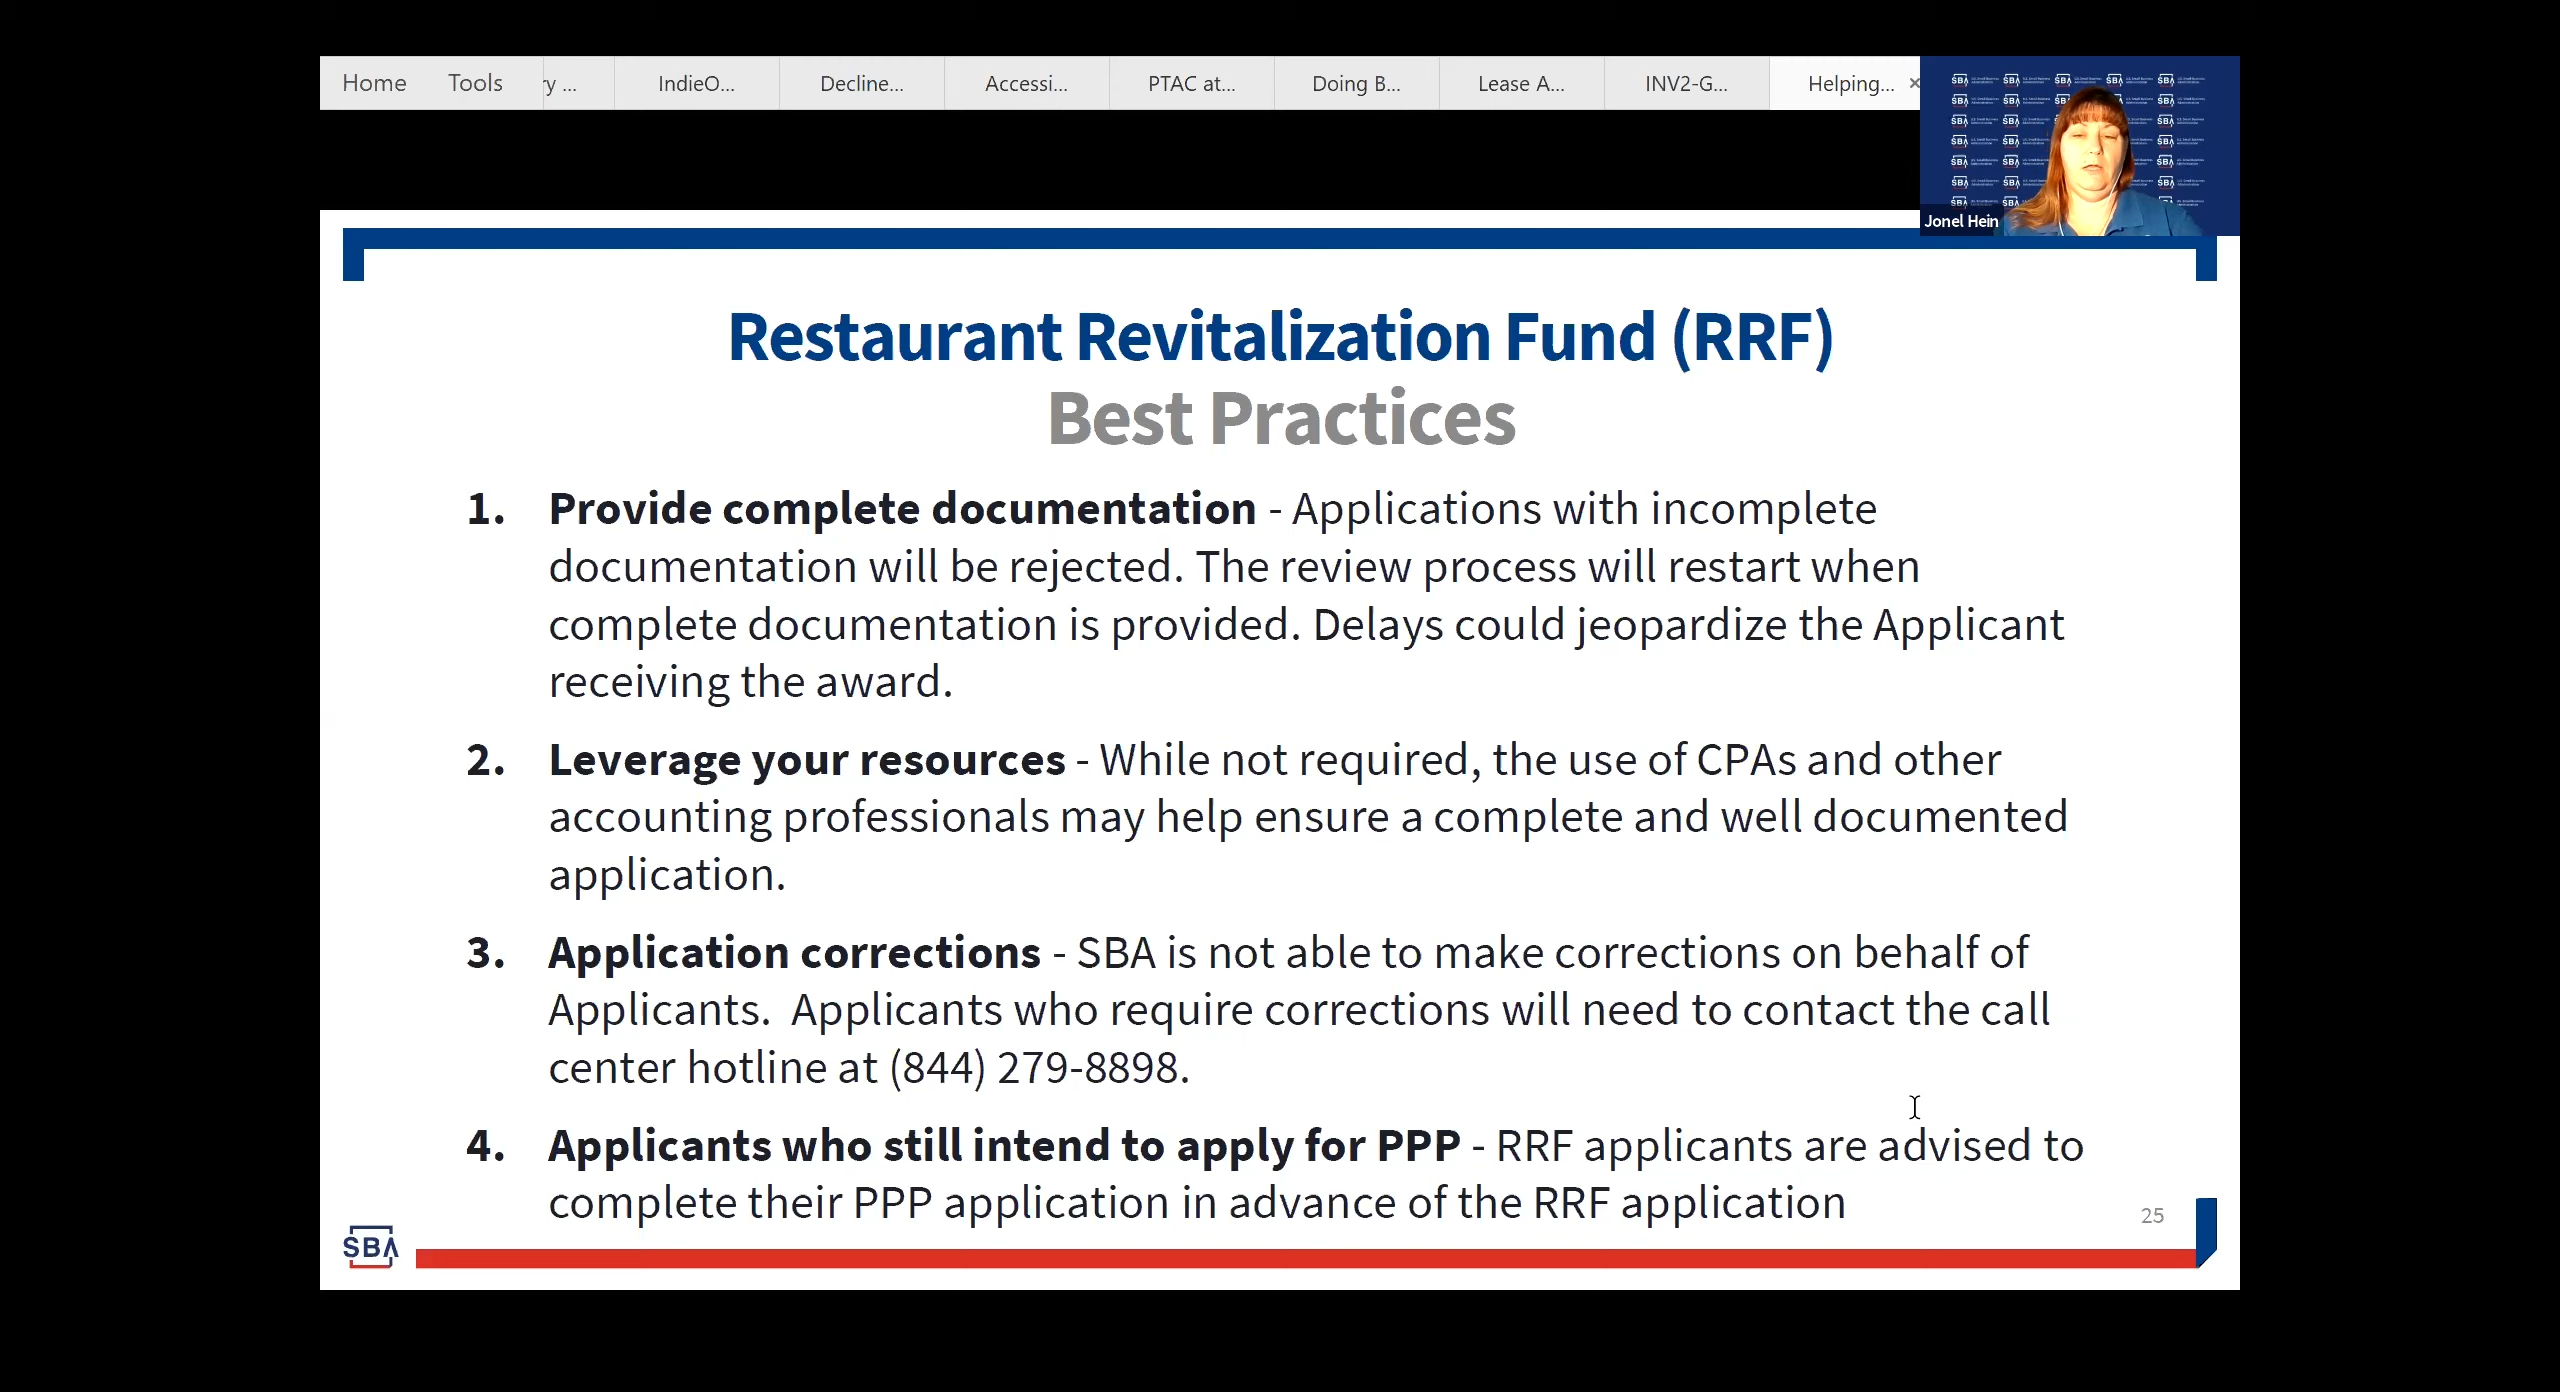 Home Tools ry ... IndieO... Decline... Accessi... PTAC at... Doing B... Lease A... INV2-G... Helping... ×
SBA
Jonel Hein
Restaurant Revitalization Fund (RRF)
Best Practices
1. Provide complete documentation - Applications with incomplete
documentation will be rejected. The review process will restart when
complete documentation is provided. Delays could jeopardize the Applicant
receiving the award.
2. Leverage your resources - While not required, the use of CPAs and other
accounting professionals may help ensure a complete and well documented
application.
3. Application corrections - SBA is not able to make corrections on behalf of
Applicants.  Applicants who require corrections will need to contact the call
center hotline at (844) 279-8898.
4. Applicants who still intend to apply for PPP - RRF applicants are advised to
complete their PPP application in advance of the RRF application
25
SBA